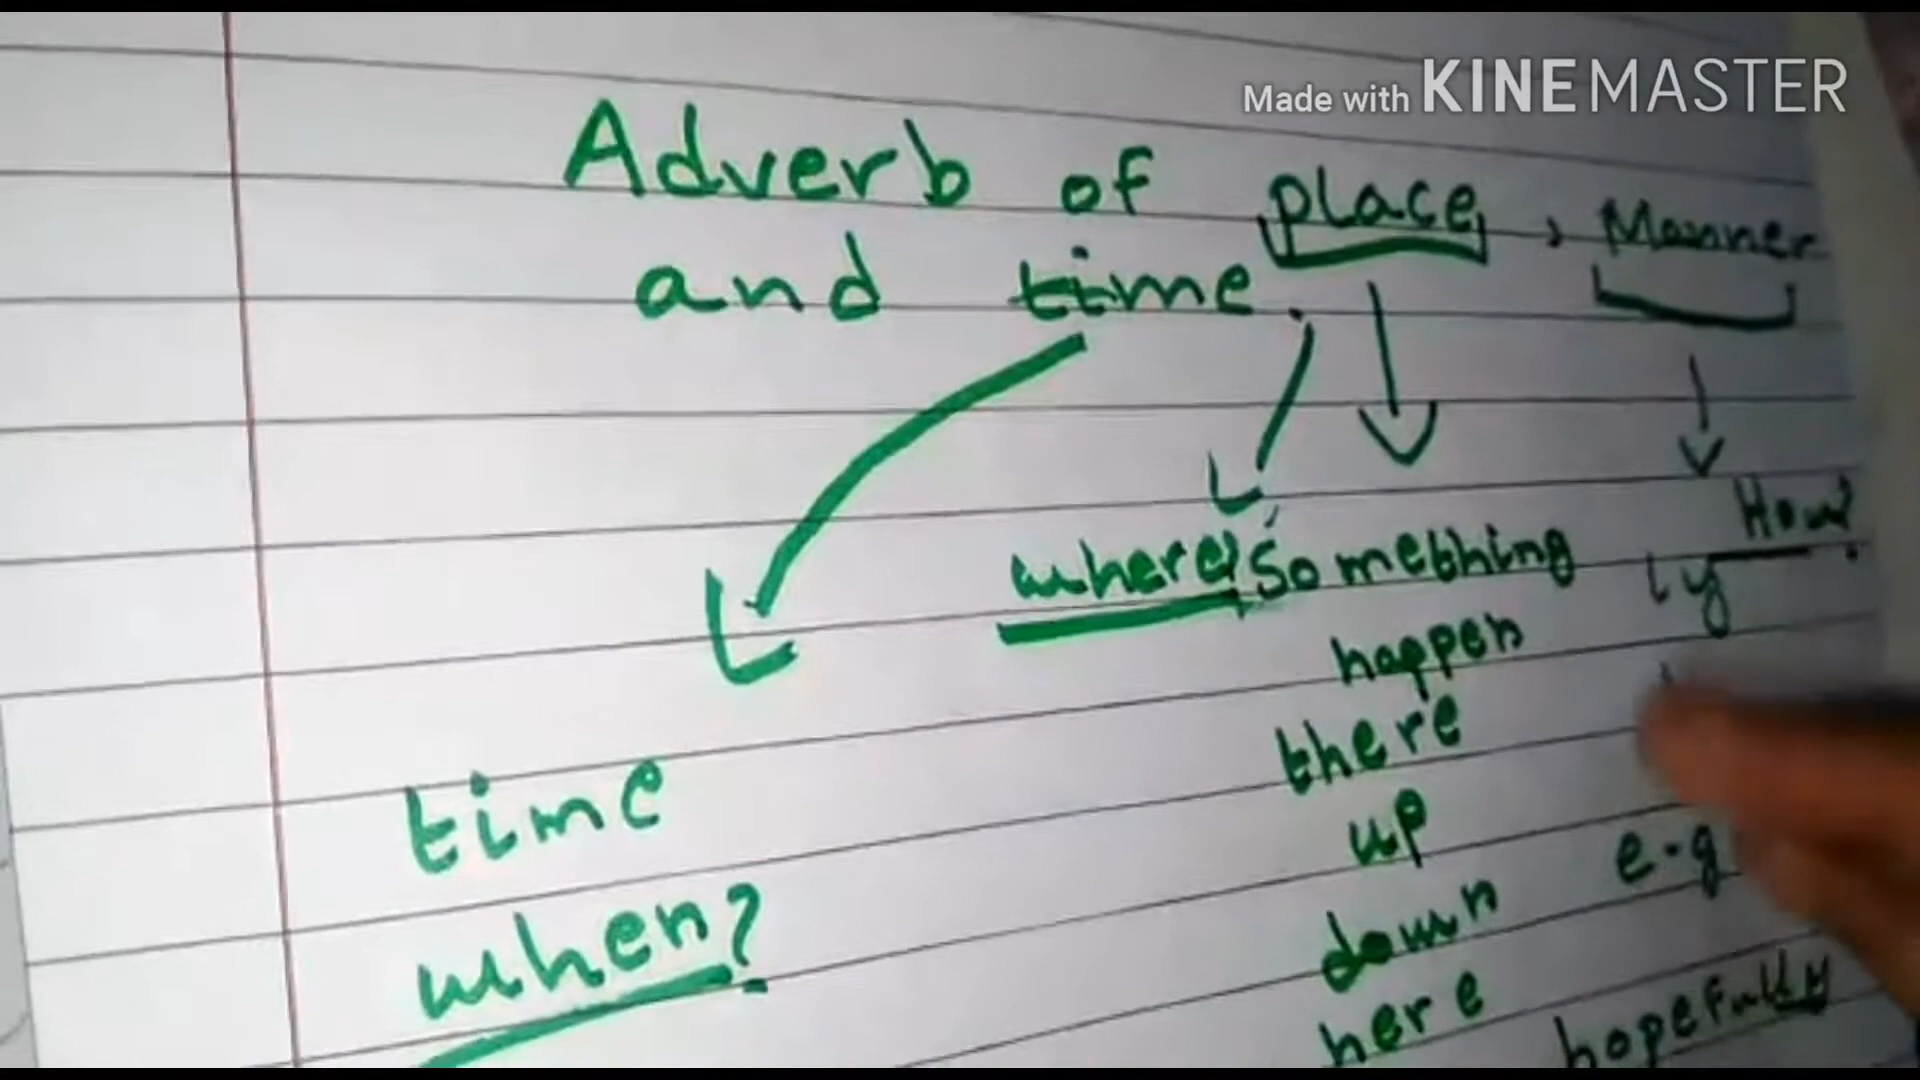 Made with KINEMASTER
Adverb of place, Manner
and time.
where? Something
happen
How?
ly
there
up
down
here
e.g
hopefully
time
when?